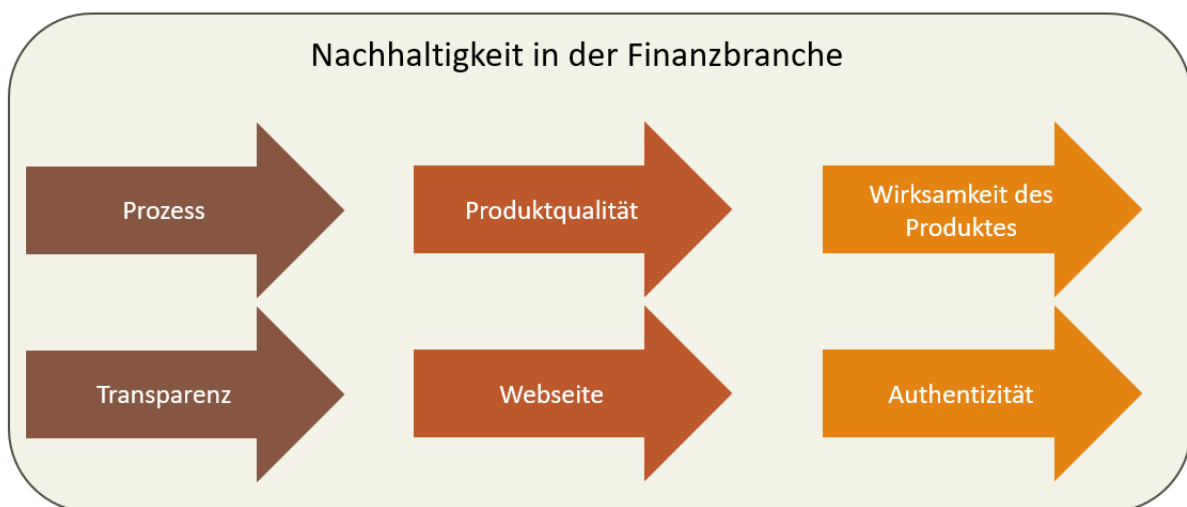 Nachhaltigkeit in der Finanzbranche
Prozess
Produktqualität
Wirksamkeit des
Produktes
Transparenz
Webseite
Authentizität